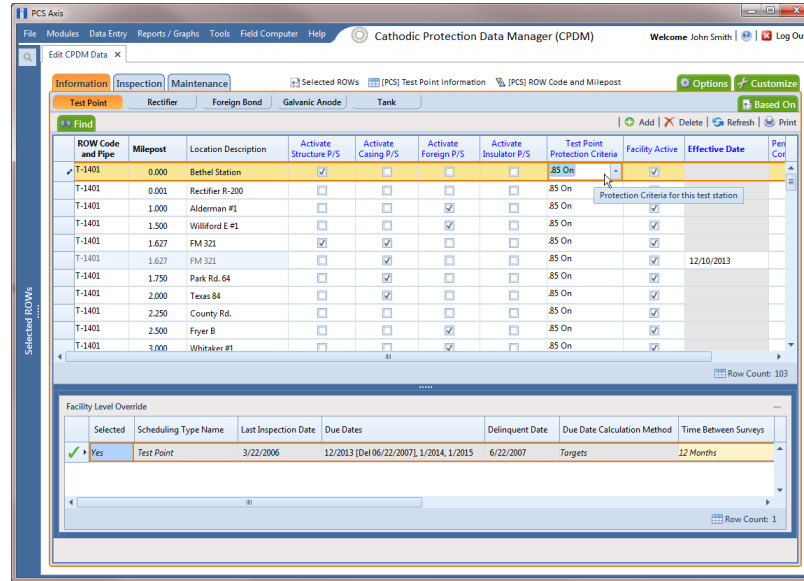 PCS Axis
File Modules Data Entry Reports / Graphs Tools Field Computer Help Cathodic Protection Data Manager (CPDM) Welcome John Smith | Log Ou
Edit CPDM Data ×
Information Inspection Maintenance Selected ROWs [PCS] Test Point Information [PCS] ROW Code and Milepost Options Customize
Test Point Rectifier Foreign Bond Galvanic Anode Tank Based On
Find Add Delete Refresh Print
ROW Code and Pipe Milepost Location Description Activate Structure P/S Activate Casing P/S Activate Foreign P/S Activate Insulator P/S Test Point Protection Criteria Facility Active Effective Date Per Cor
T-1401 0.000 Bethel Station .85 On
T-1401 0.001 Rectifier R-200 .85 On
Protection Criteria for this test station
T-1401 1.000 Alderman #1 .85 On
T-1401 1.500 Williford E #1 .85 On
T-1401 1.627 FM 321 .85 On
T-1401 1.627 FM 321 .85 On 12/10/2013
T-1401 1.750 Park Rd. 64 .85 On
T-1401 2.000 Texas 84 .85 On
T-1401 2.250 County Rd. .85 On
T-1401 2.500 Fryer B .85 On
T-1401 3.000 Whitaker #1 .85 On
Selected ROWs
Row Count: 103
Facility Level Override
Selected Scheduling Type Name Last Inspection Date Due Dates Delinquent Date Due Date Calculation Method Time Between Surveys
Yes Test Point 3/22/2006 12/2013 [Del 06/22/2007], 1/2014, 1/2015 6/22/2007 Targets 12 Months
Row Count: 1